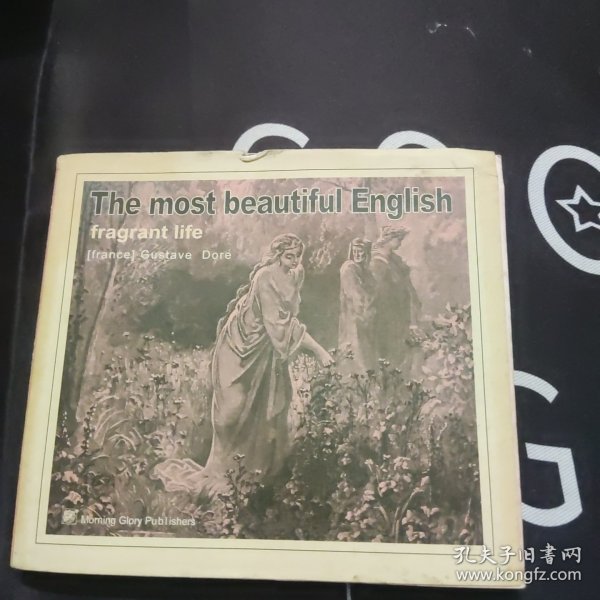 The most beautiful English
fragrant life
[france] Gustave Doré
Morning Glory Publishers
G
孔夫子旧書网
www.kongfz.com